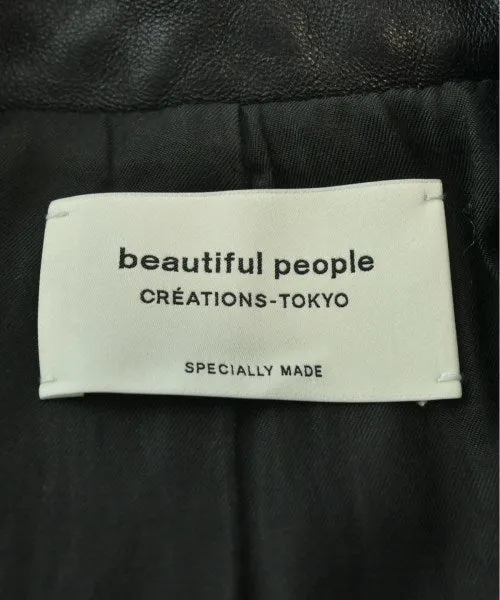 beautiful people
CRÉATIONS-TOKYO
SPECIALLY MADE